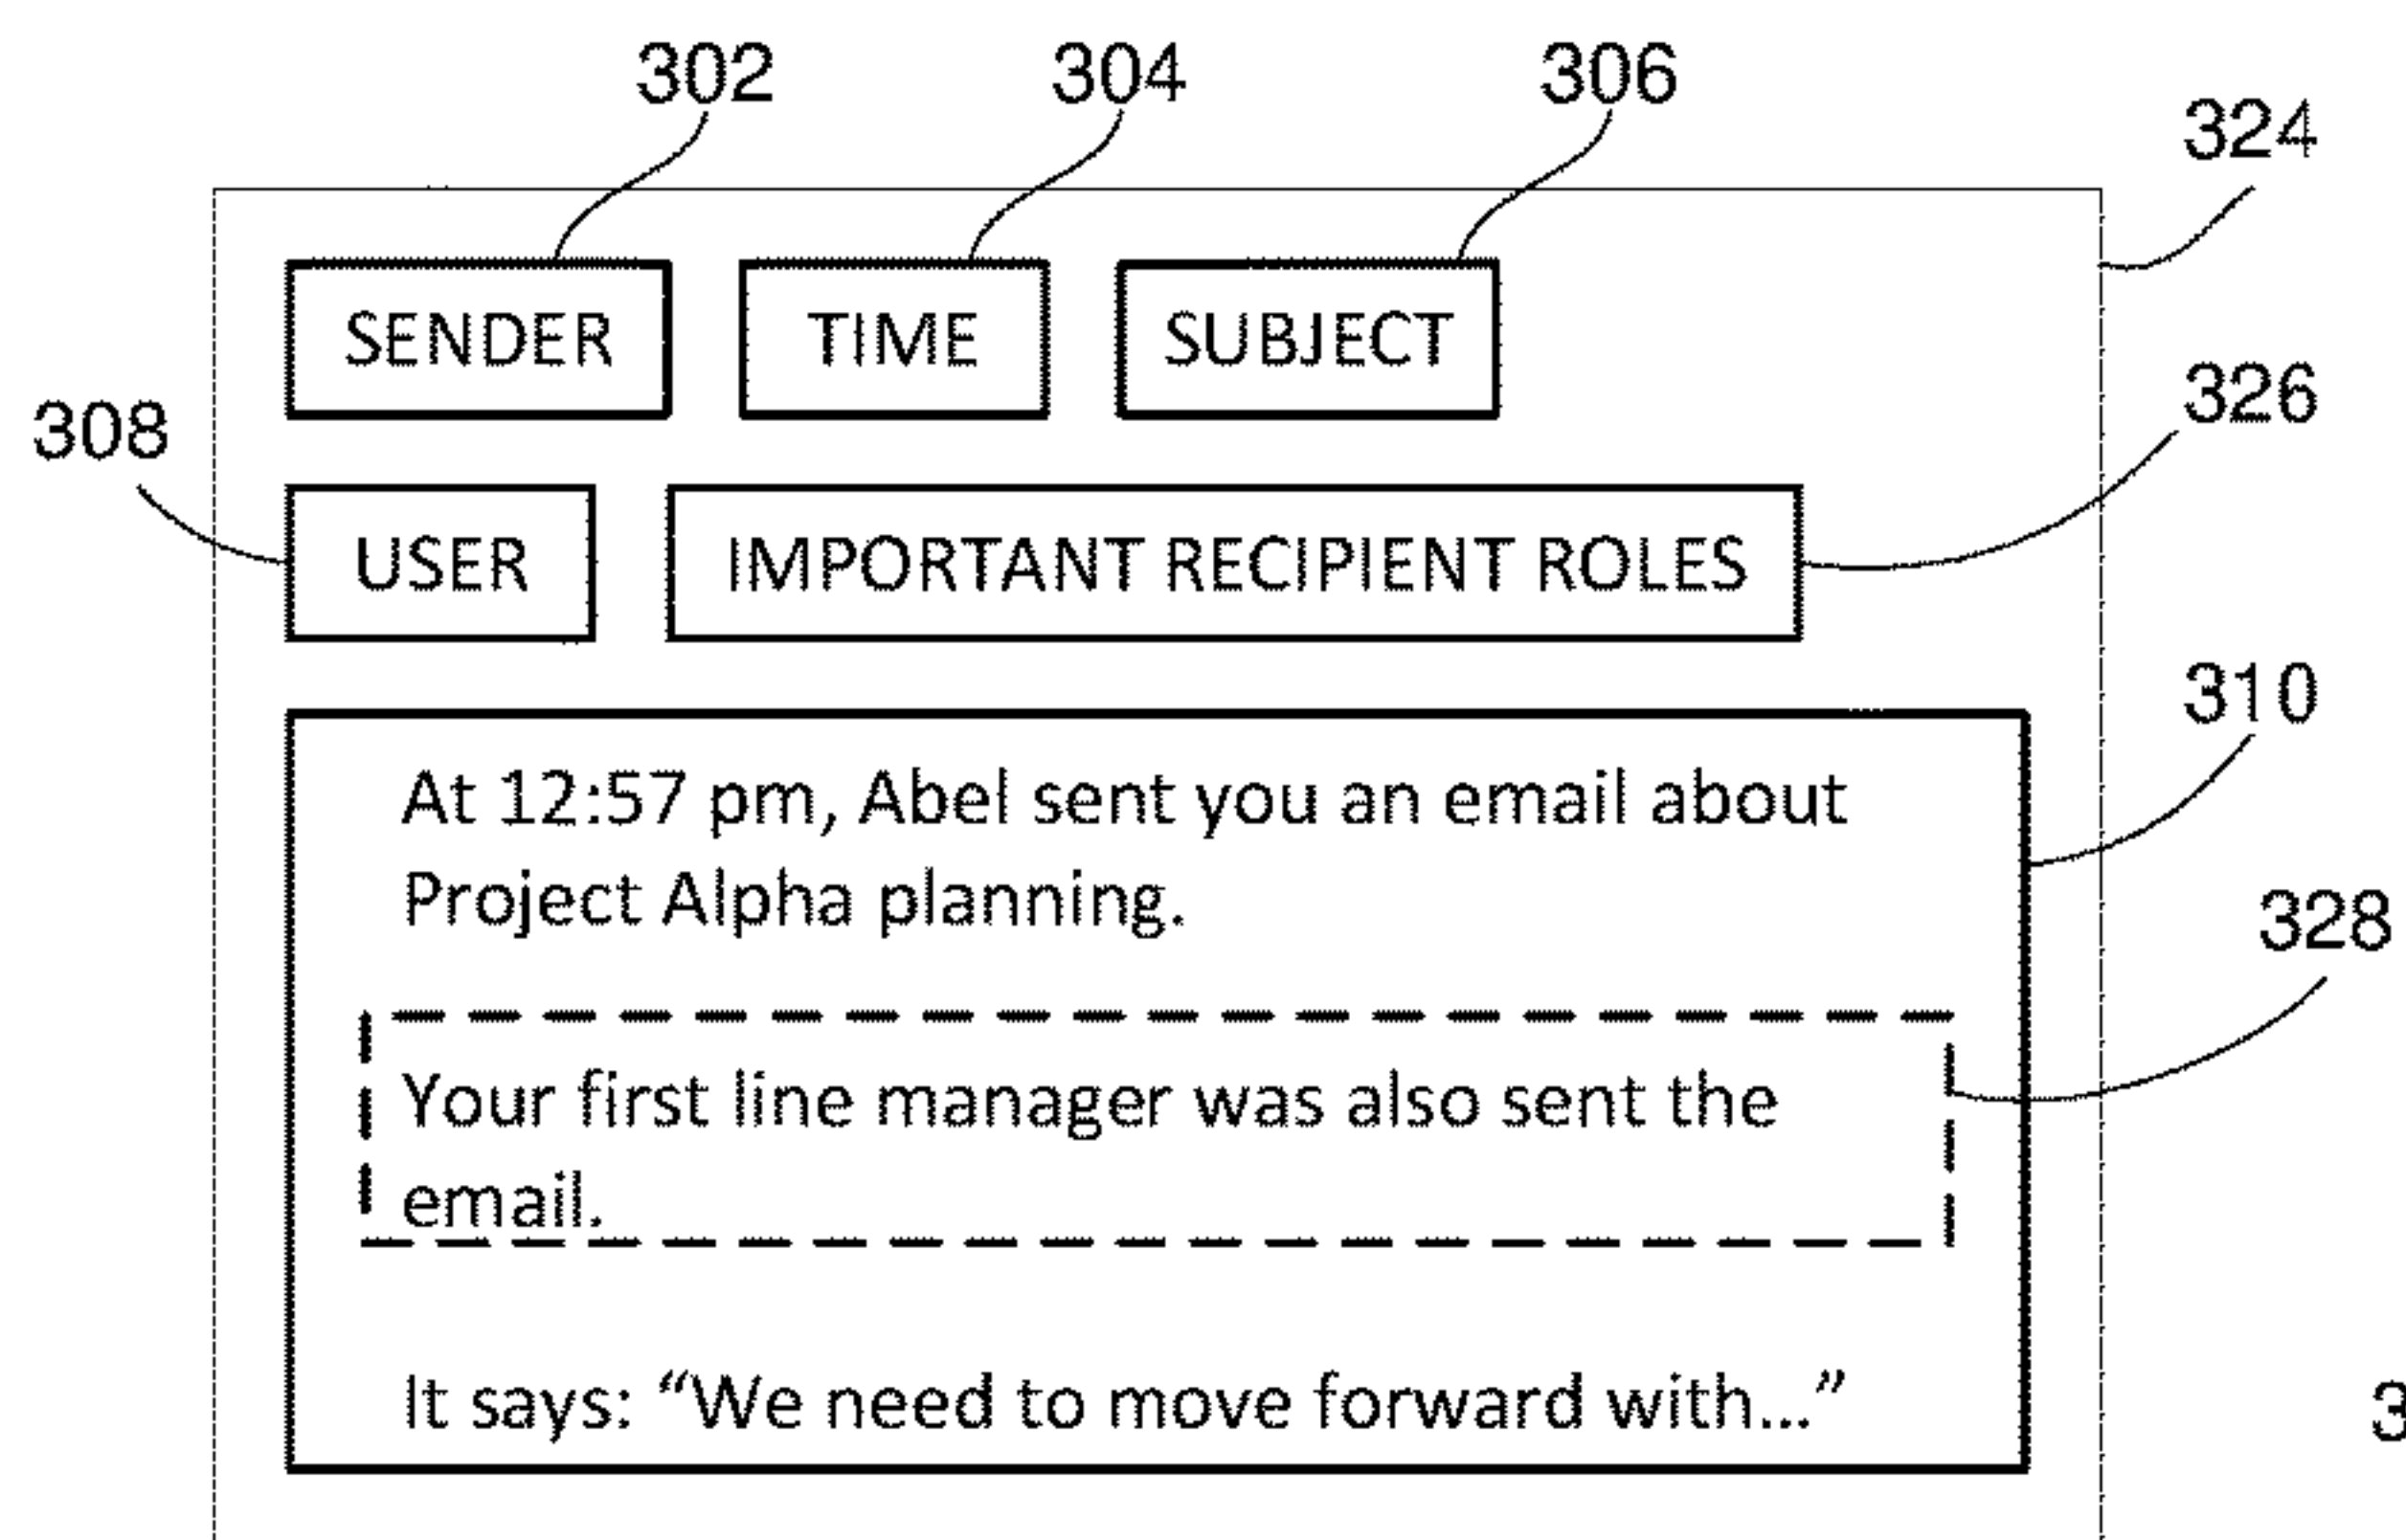 302 304 306
324
SENDER TIME SUBJECT
326
308
USER IMPORTANT RECIPIENT ROLES
310
At 12:57 pm, Abel sent you an email about
Project Alpha planning.
328
Your first line manager was also sent the
email.
It says: “We need to move forward with...”